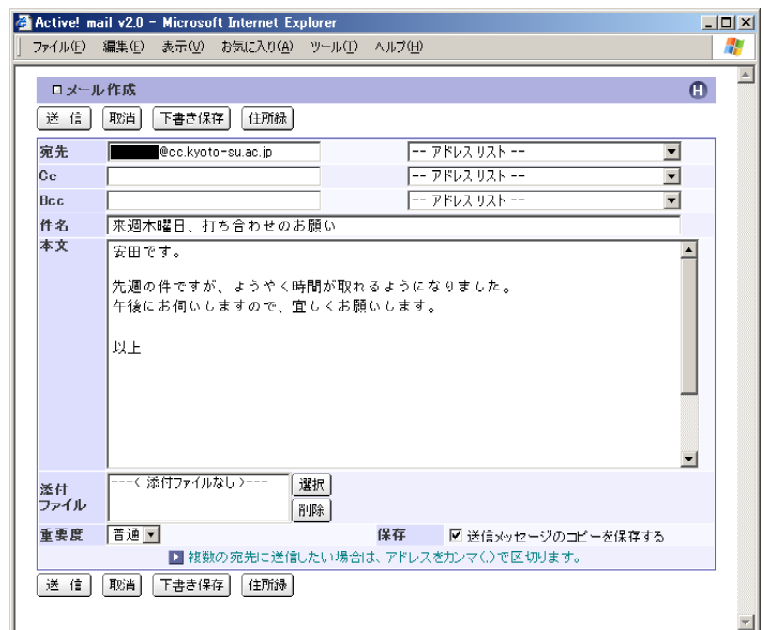 Active! mail v2.0 - Microsoft Internet Explorer
ファイル(F) 編集(E) 表示(V) お気に入り(A) ツール(T) ヘルプ(H)
メール作成 H
送 信 取消 下書き保存 住所録
宛先 @cc.kyoto-su.ac.jp -- アドレスリスト --
Cc -- アドレスリスト --
Bcc -- アドレスリスト --
件名 来週木曜日、打ち合わせのお願い
本文 安田です。
先週の件ですが、ようやく時間が取れるようになりました。
午後にお伺いしますので、宜しくお願いします。
以上
添付ファイル ---< 添付ファイルなし >--- 選択
削除
重要度 普通 保存 送信メッセージのコピーを保存する
複数の宛先に送信したい場合は、アドレスをカンマ(,)で区切ります。
送 信 取消 下書き保存 住所録